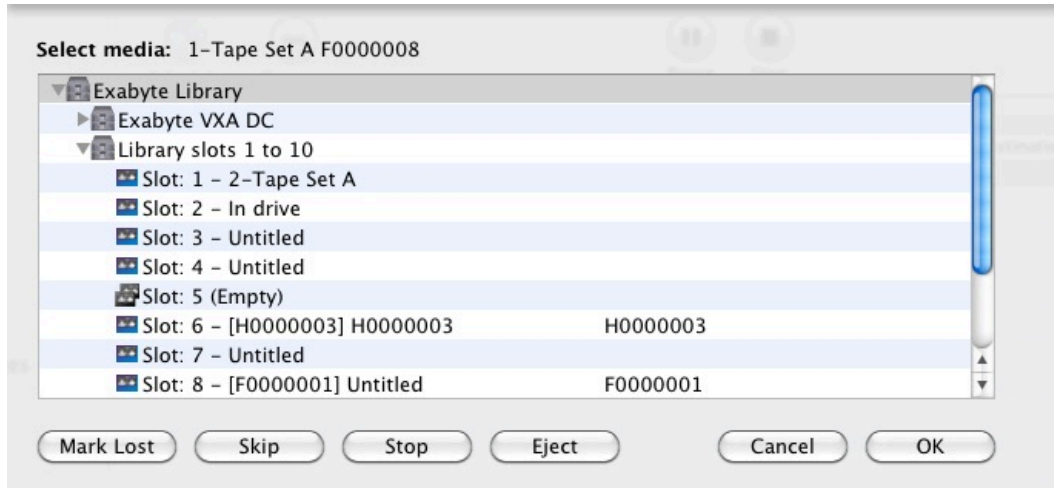 Select media: 1-Tape Set A F0000008
Exabyte Library
Exabyte VXA DC
Library slots 1 to 10
Slot: 1 – 2-Tape Set A
Slot: 2 – In drive
Slot: 3 – Untitled
Slot: 4 – Untitled
Slot: 5 (Empty)
Slot: 6 – [H0000003] H0000003 H0000003
Slot: 7 – Untitled
Slot: 8 – [F0000001] Untitled F0000001
Mark Lost Skip Stop Eject Cancel OK